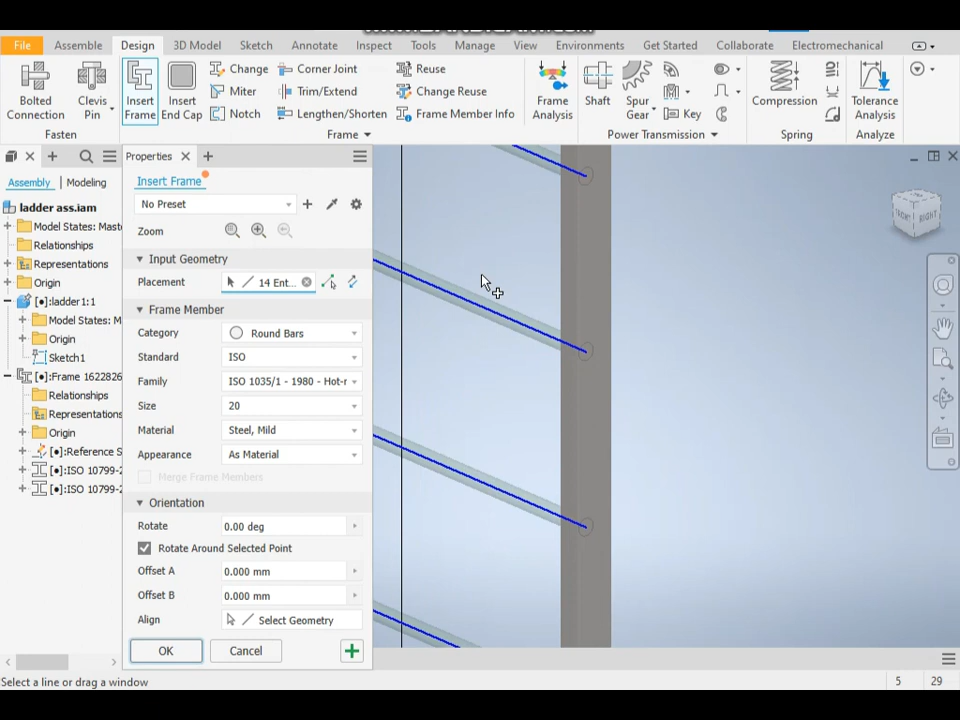 File Assembly Design 3D Model Sketch Annotate Inspect Tools Manage View Environments Get Started Collaborate Electromechanical
Bolted Connection
Clevis Pin
Insert Frame
Insert End Cap
Change
Miter
Notch
Corner Joint
Trim/Extend
Lengthen/Shorten
Reuse
Change Reuse
Frame Member Info
Frame Analysis
Shaft
Spur Gear
Key
Compression
Tolerance Analysis
Fasten Frame Power Transmission Spring Analyze
Properties
Assembly Modeling
Insert Frame
ladder ass.iam
No Preset
Model States: Mast
Zoom
Relationships
Representations
Input Geometry
Origin
Placement 14 Ent...
[•]:ladder1:1
Frame Member
Model States: M
Category Round Bars
Origin
Standard ISO
Sketch1
[•]:Frame 1622826
Family ISO 1035/1 - 1980 - Hot-r
Relationships
Size 20
Representations
Material Steel, Mild
Origin
[•]:Reference S
Appearance As Material
[•]:ISO 10799-2
Merge Frame Members
[•]:ISO 10799-2
Orientation
Rotate 0.00 deg
Rotate Around Selected Point
Offset A 0.000 mm
Offset B 0.000 mm
Align Select Geometry
OK Cancel
FRONT RIGHT
Select a line or drag a window 5 29